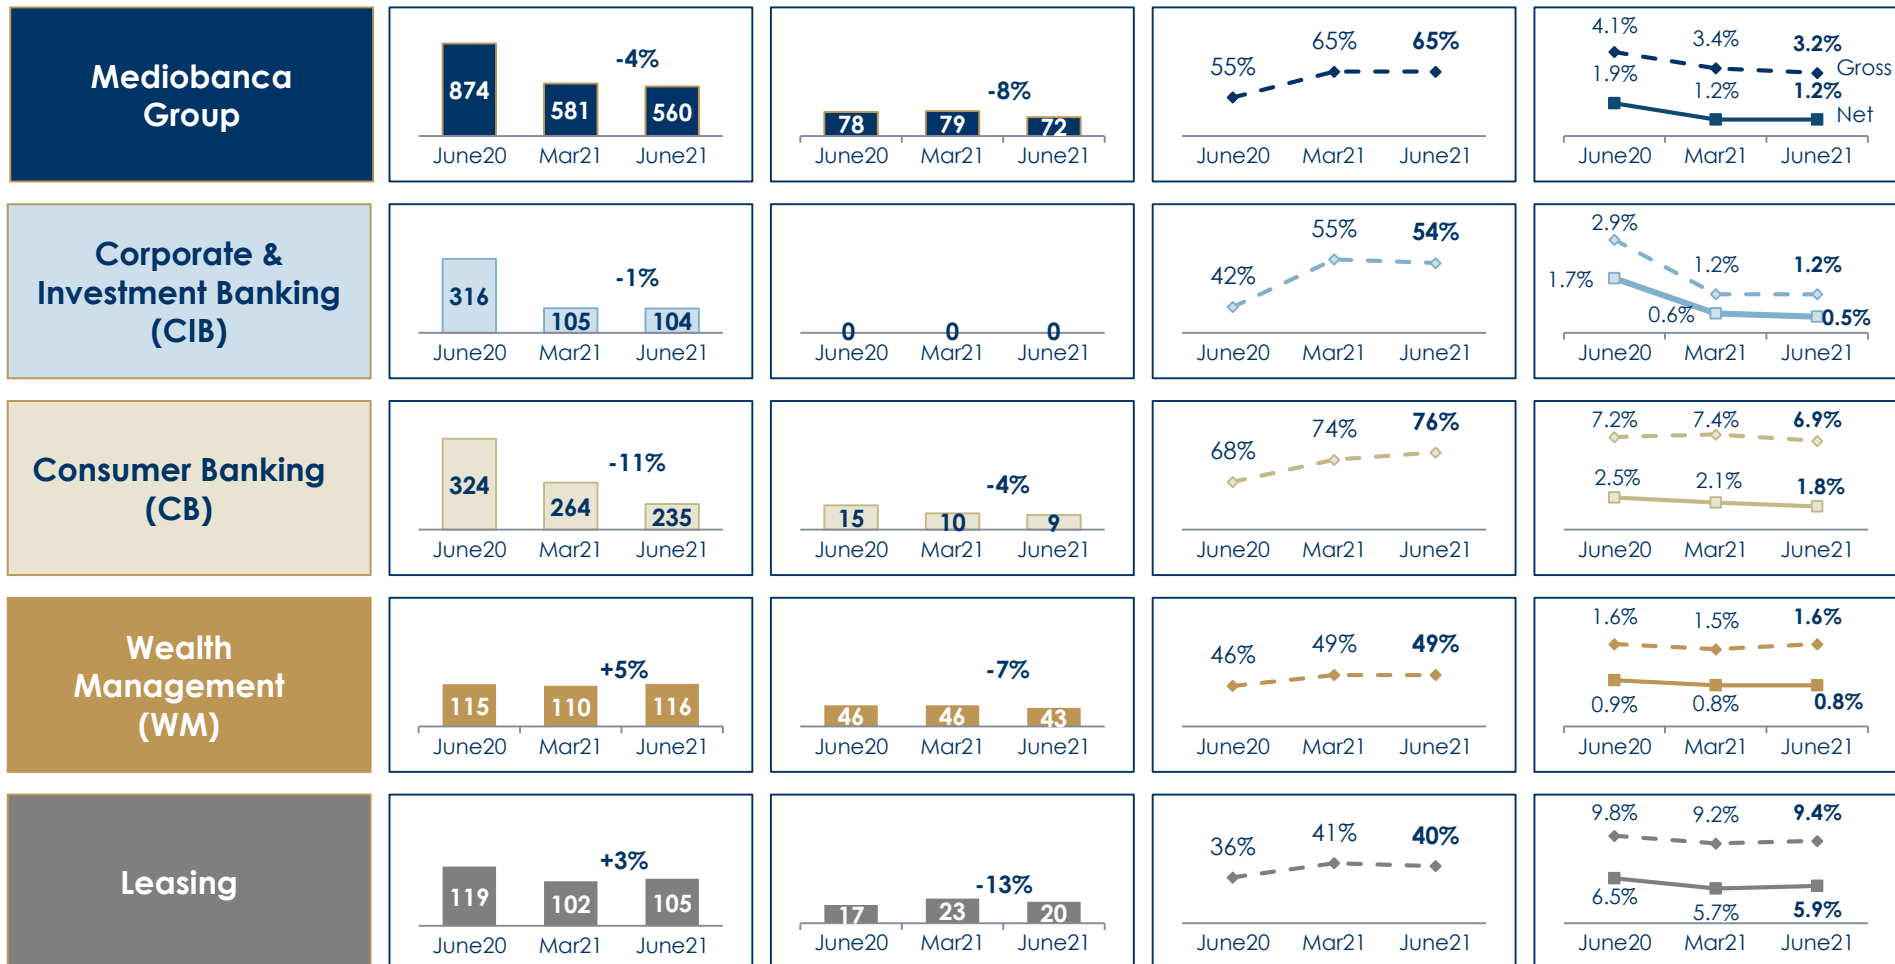 Mediobanca
Group
-4%
874
581
560
June20 Mar21 June21
-8%
78 79 72
June20 Mar21 June21
55% 65% 65%
June20 Mar21 June21
4.1% 3.4% 3.2%
Gross
1.9% 1.2% 1.2%
Net
June20 Mar21 June21
Corporate &
Investment Banking
(CIB)
-1%
316
105 104
June20 Mar21 June21
0 0 0
June20 Mar21 June21
42% 55% 54%
June20 Mar21 June21
2.9%
1.2% 1.2%
1.7%
0.6% 0.5%
June20 Mar21 June21
Consumer Banking
(CB)
-11%
324
264
235
June20 Mar21 June21
-4%
15 10 9
June20 Mar21 June21
68% 74% 76%
June20 Mar21 June21
7.2% 7.4% 6.9%
2.5% 2.1% 1.8%
June20 Mar21 June21
Wealth
Management
(WM)
+5%
115 110 116
June20 Mar21 June21
-7%
46 46 43
June20 Mar21 June21
46% 49% 49%
June20 Mar21 June21
1.6% 1.5% 1.6%
0.9% 0.8% 0.8%
June20 Mar21 June21
Leasing
+3%
119 102 105
June20 Mar21 June21
-13%
17 23 20
June20 Mar21 June21
36% 41% 40%
June20 Mar21 June21
9.8% 9.2% 9.4%
6.5% 5.7% 5.9%
June20 Mar21 June21